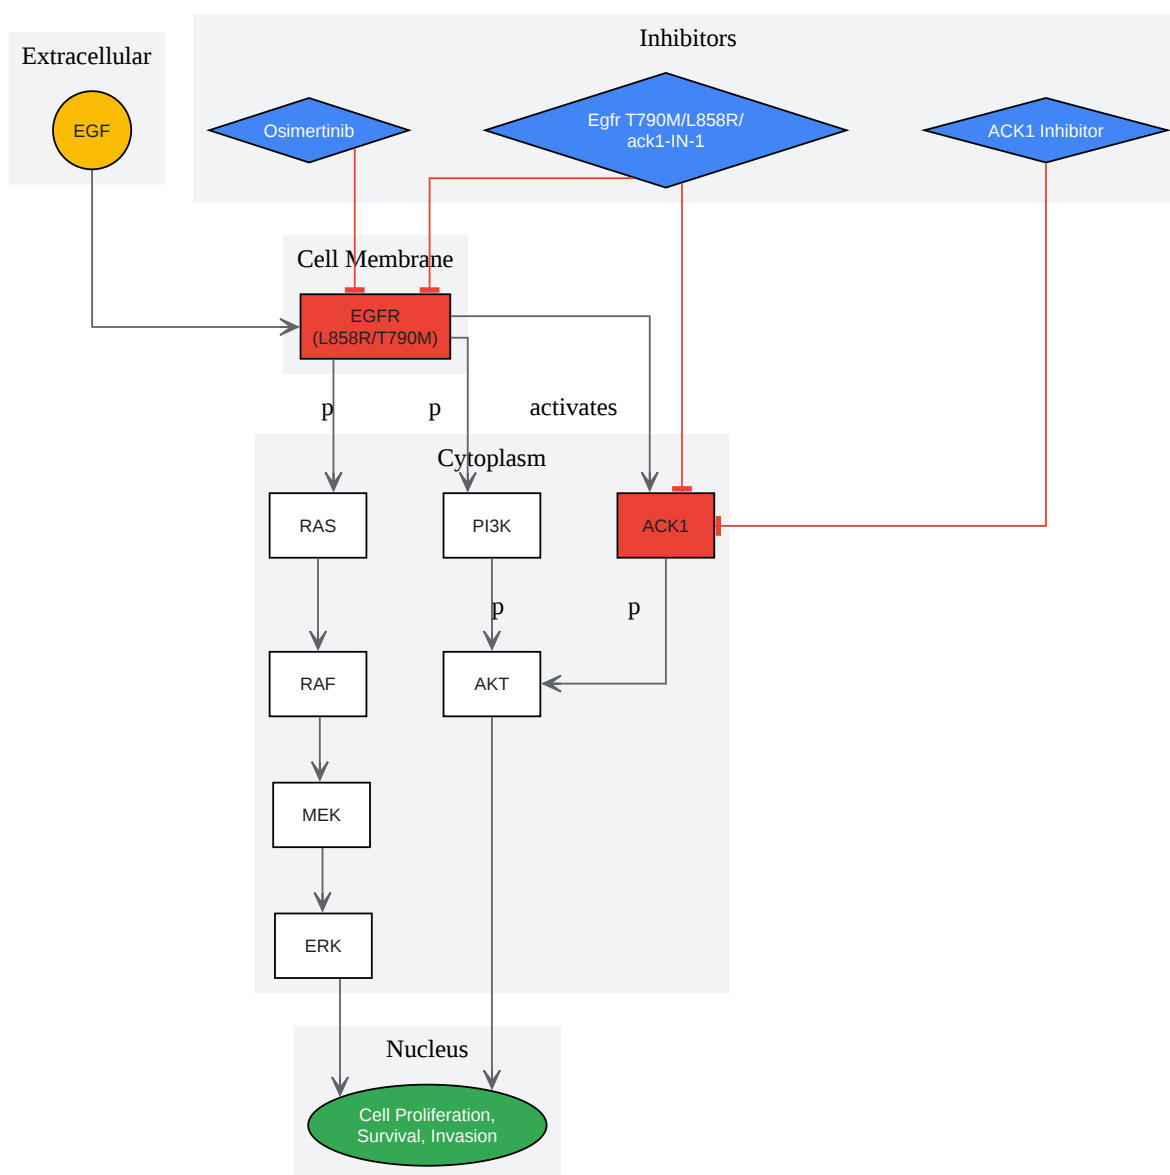 Inhibitors
Extracellular
EGF
Osimertinib
Egfr T790M/L858R/
ack1-IN-1
ACK1 Inhibitor
Cell Membrane
EGFR
(L858R/T790M)
p
p
activates
Cytoplasm
RAS
PI3K
ACK1
p
p
RAF
AKT
MEK
ERK
Nucleus
Cell Proliferation,
Survival, Invasion